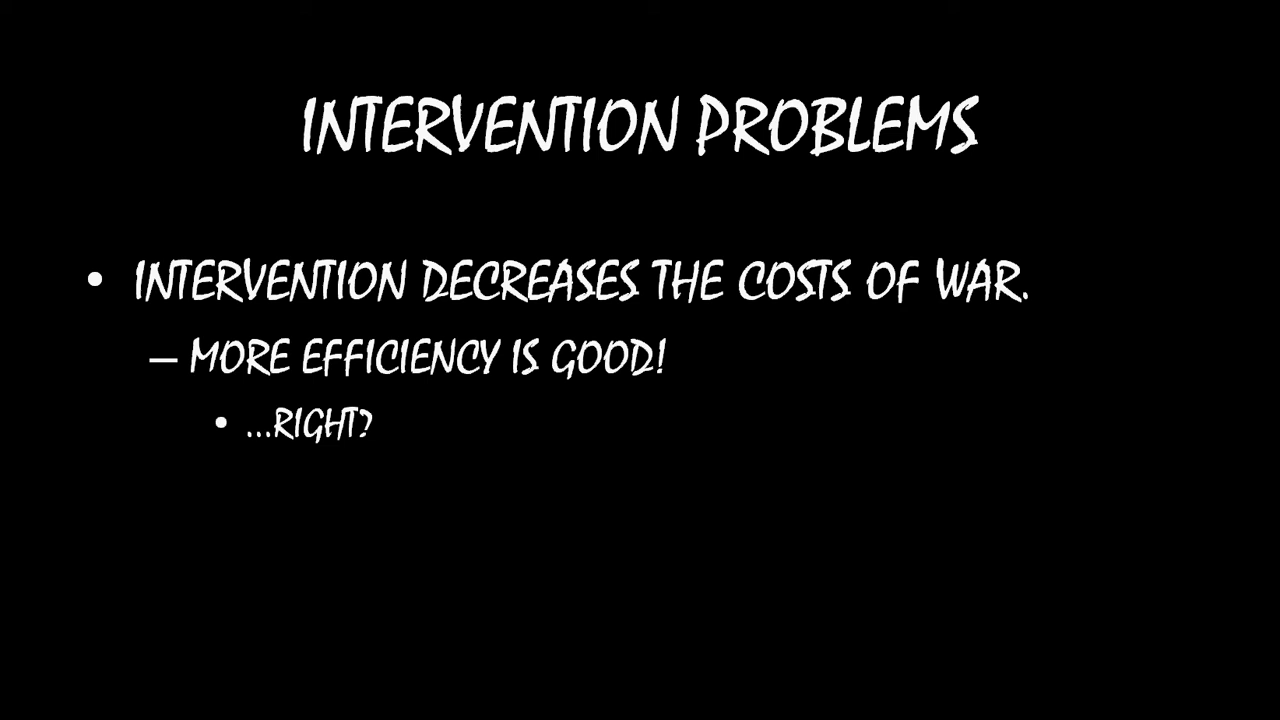 INTERVENTION PROBLEMS
• INTERVENTION DECREASES THE COSTS OF WAR.
– MORE EFFICIENCY IS GOOD!
• ...RIGHT?